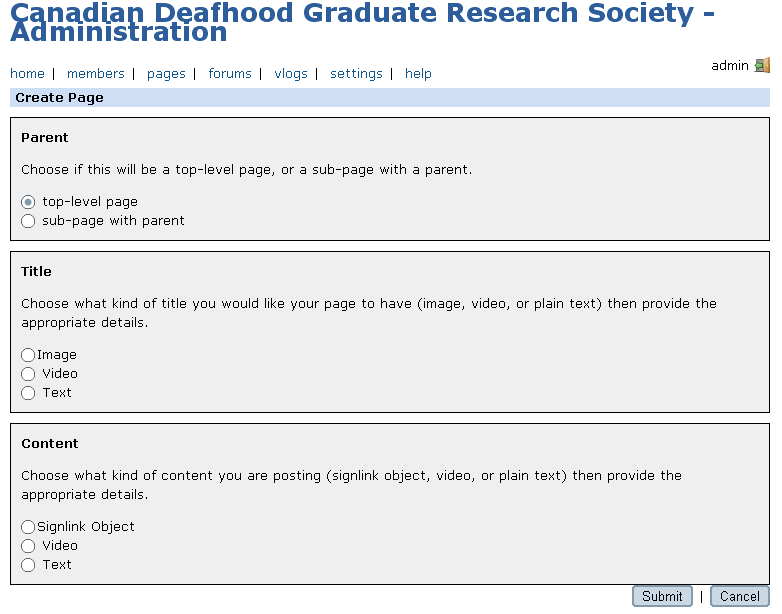 Canadian Deafhood Graduate Research Society -
Administration
home | members | pages | forums | vlogs | settings | help
admin
Create Page
Parent
Choose if this will be a top-level page, or a sub-page with a parent.
top-level page
sub-page with parent
Title
Choose what kind of title you would like your page to have (image, video, or plain text) then provide the
appropriate details.
Image
Video
Text
Content
Choose what kind of content you are posting (signlink object, video, or plain text) then provide the
appropriate details.
Signlink Object
Video
Text
Submit | Cancel